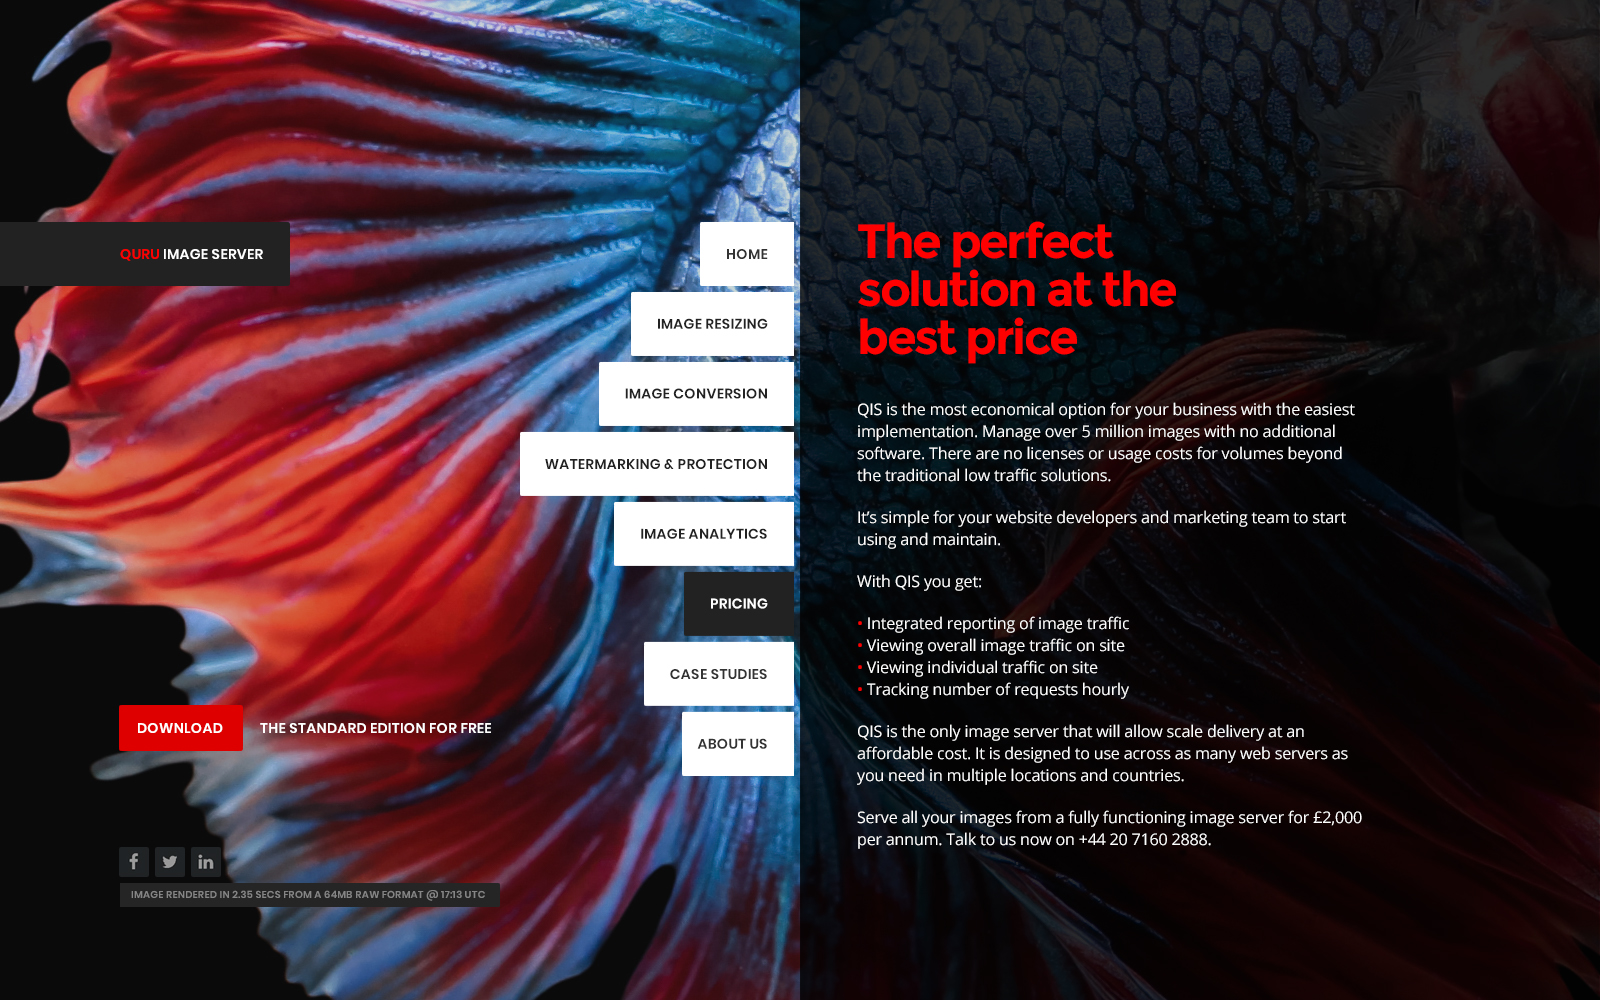 QURU IMAGE SERVER
HOME
IMAGE RESIZING
IMAGE CONVERSION
WATERMARKING & PROTECTION
IMAGE ANALYTICS
PRICING
CASE STUDIES
ABOUT US
DOWNLOAD
THE STANDARD EDITION FOR FREE
IMAGE RENDERED IN 2.35 SECS FROM A 64MB RAW FORMAT @ 17:13 UTC
The perfect
solution at the
best price
QIS is the most economical option for your business with the easiest
implementation. Manage over 5 million images with no additional
software. There are no licenses or usage costs for volumes beyond
the traditional low traffic solutions.
It’s simple for your website developers and marketing team to start
using and maintain.
With QIS you get:
• Integrated reporting of image traffic
• Viewing overall image traffic on site
• Viewing individual traffic on site
• Tracking number of requests hourly
QIS is the only image server that will allow scale delivery at an
affordable cost. It is designed to use across as many web servers as
you need in multiple locations and countries.
Serve all your images from a fully functioning image server for £2,000
per annum. Talk to us now on +44 20 7160 2888.